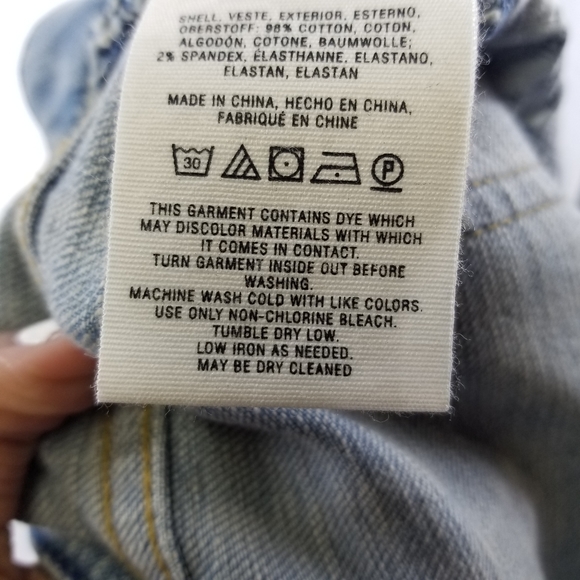 SHELL, VESTE, EXTERIOR, ESTERNO,
OBERSTOFF: 98% COTTON, COTON,
ALGODÓN, COTONE, BAUMWOLLE;
2% SPANDEX, ÉLASTHANNE, ELASTANO,
ELASTAN, ELASTAN
MADE IN CHINA, HECHO EN CHINA,
FABRIQUÉ EN CHINE
30 P
THIS GARMENT CONTAINS DYE WHICH
MAY DISCOLOR MATERIALS WITH WHICH
IT COMES IN CONTACT.
TURN GARMENT INSIDE OUT BEFORE
WASHING.
MACHINE WASH COLD WITH LIKE COLORS.
USE ONLY NON-CHLORINE BLEACH.
TUMBLE DRY LOW.
LOW IRON AS NEEDED.
MAY BE DRY CLEANED